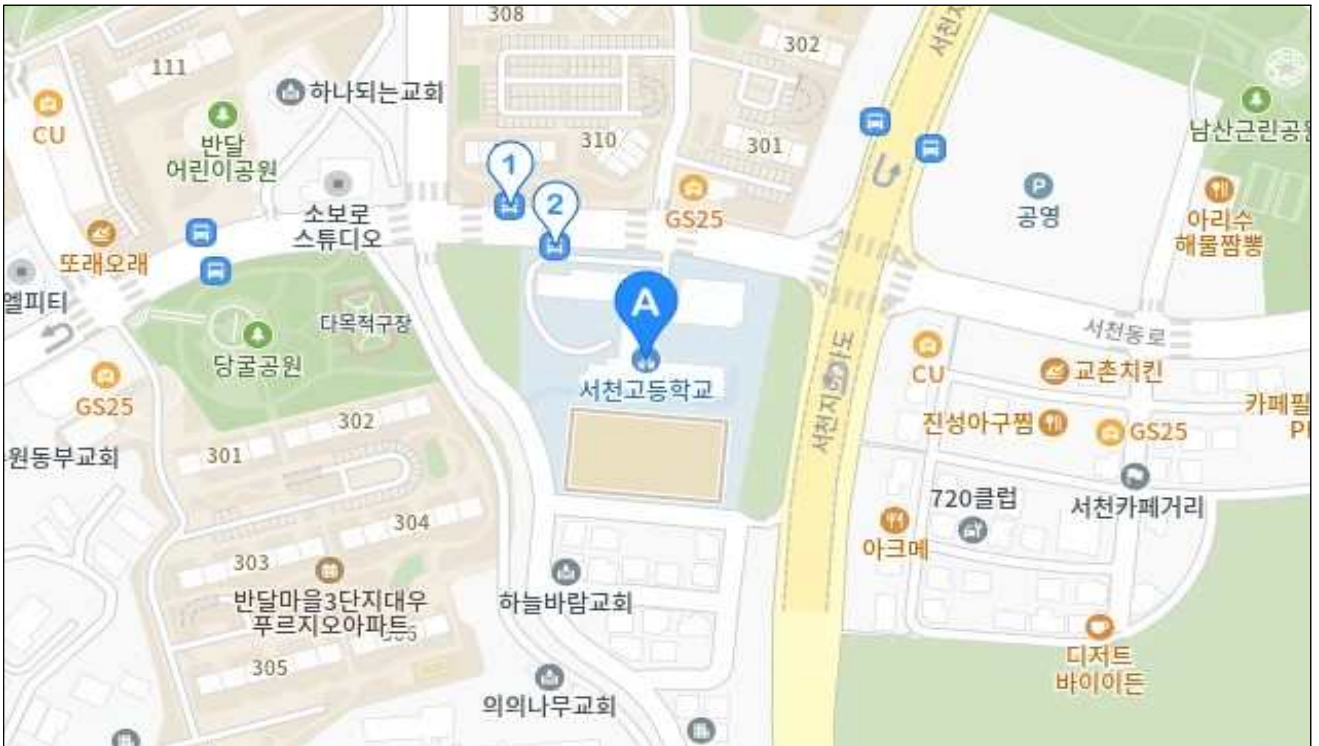 308
302
111
하나되는교회
CU
반달
어린이공원
310
301
1
2
GS25
남산근린공원
공영
아리수
해물짬뽕
소보로
스튜디오
또래오래
엘피티
다목적구장
당굴공원
A
서천동로
CU
교촌치킨
서천고등학교
GS25
302
301
원동부교회
진성아구찜
GS25
카페필
720클럽
서천카페거리
304
303
아크메
반달마을3단지대우
푸르지오아파트
하늘바람교회
305
디저트
바이이든
의의나무교회